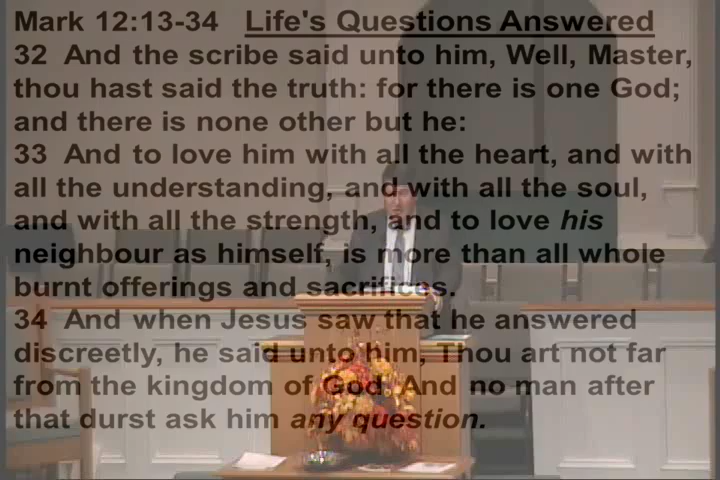 Mark 12:13-34 Life's Questions Answered
32 And the scribe said unto him, Well, Master,
thou hast said the truth: for there is one God;
and there is none other but he:
33 And to love him with all the heart, and with
all the understanding, and with all the soul,
and with all the strength, and to love his
neighbour as himself, is more than all whole
burnt offerings and sacrifices.
34 And when Jesus saw that he answered
discreetly, he said unto him, Thou art not far
from the kingdom of God. And no man after
that durst ask him any question.